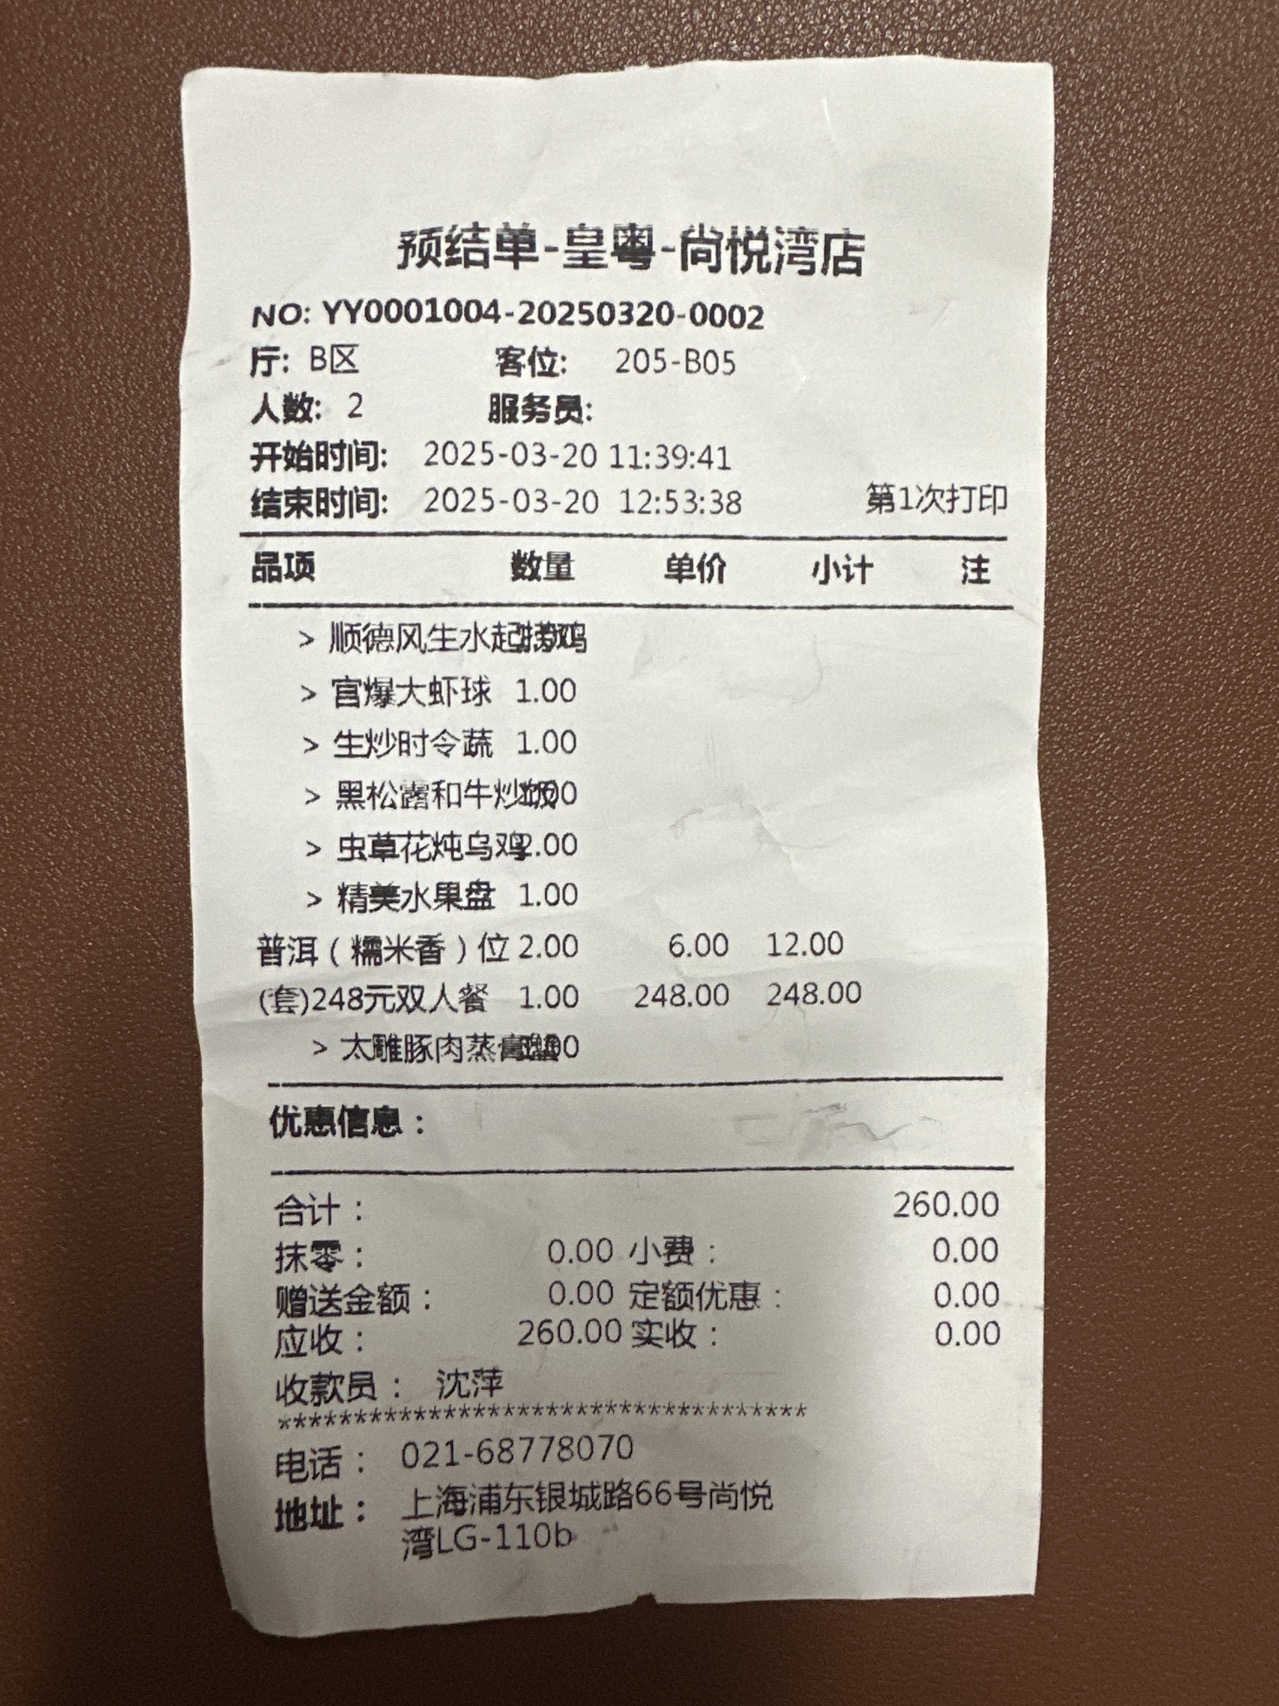 预结单-皇粤-尚悦湾店
NO: YY0001004-20250320-0002
厅: B区 客位: 205-B05
人数: 2 服务员:
开始时间: 2025-03-20 11:39:41
结束时间: 2025-03-20 12:53:38 第1次打印
品项 数量 单价 小计 注
> 顺德风生水起捞鸡
> 宫爆大虾球 1.00
> 生炒时令蔬 1.00
> 黑松露和牛炒饭
> 虫草花炖乌鸡 2.00
> 精美水果盘 1.00
普洱（糯米香）位 2.00 6.00 12.00
(套)248元双人餐 1.00 248.00 248.00
> 太雕豚肉蒸膏蟹
优惠信息：
合计： 260.00
抹零： 0.00 小费： 0.00
赠送金额： 0.00 定额优惠： 0.00
应收： 260.00 实收： 0.00
收款员： 沈萍
************************************
电话： 021-68778070
地址： 上海浦东银城路66号尚悦
湾LG-110b